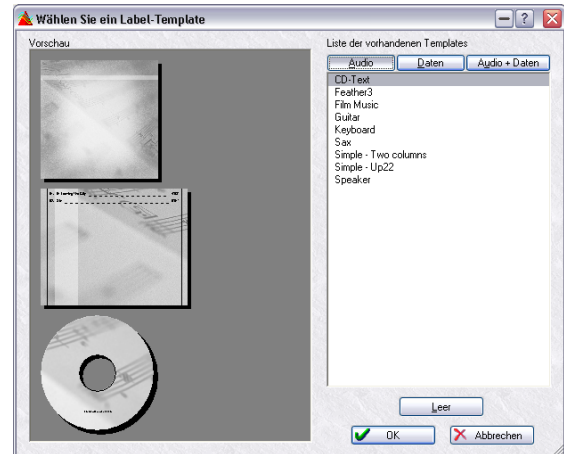 Wählen Sie ein Label-Template
Vorschau
Liste der vorhandenen Templates
Audio Daten Audio + Daten
CD-Text
Feather3
Film Music
Guitar
Keyboard
Sax
Simple - Two columns
Simple - Up22
Speaker
Leer
OK Abbrechen